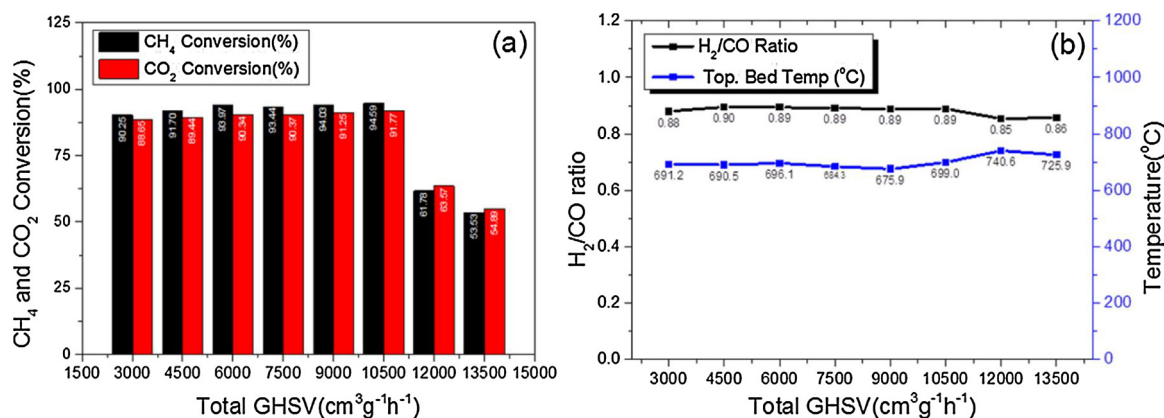 125
100
75
50
25
0
CH4 and CO2 Conversion(%)
CH4 Conversion(%)
CO2 Conversion(%)
(a)
90.25
88.65
91.70
89.44
93.97
90.34
93.44
90.37
94.03
91.25
94.59
91.77
61.78
63.57
53.53
54.89
1500 3000 4500 6000 7500 9000 10500 12000 13500 15000
Total GHSV(cm3g-1h-1)
1.2
1.0
0.8
0.6
0.4
0.2
0.0
H2/CO ratio
H2/CO Ratio
Top. Bed Temp (oC)
(b)
0.88 0.90 0.89 0.89 0.89 0.89 0.85 0.86
691.2 690.5 696.1 684.3 675.9 699.0 740.6 725.9
1200
1000
800
600
400
200
0
Temperature(oC)
3000 4500 6000 7500 9000 10500 12000 13500
Total GHSV(cm3g-1h-1)